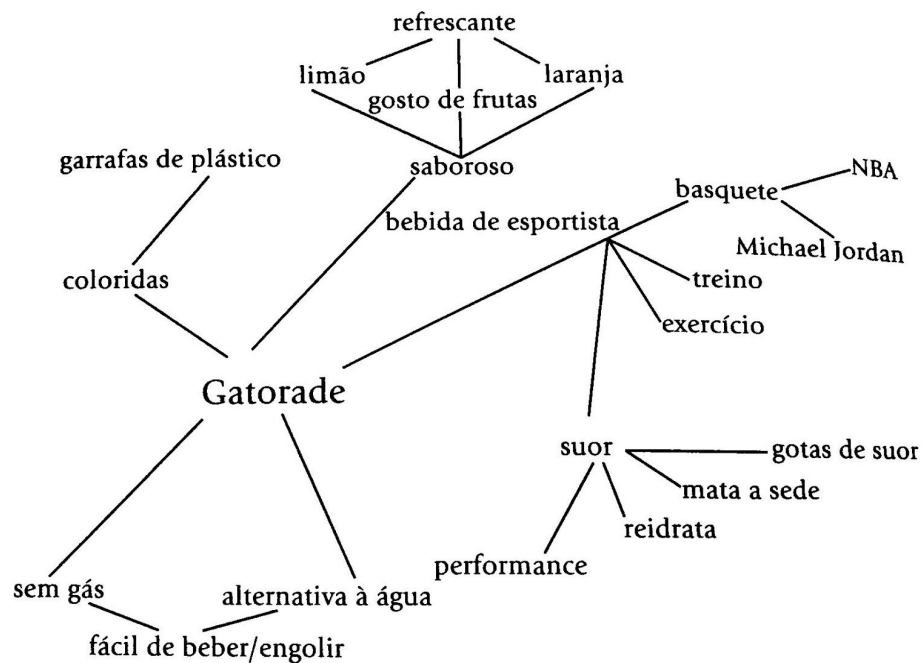 refrescante
limão
laranja
gosto de frutas
garrafas de plástico
saboroso
NBA
basquete
bebida de esportista
Michael Jordan
coloridas
treino
exercício
Gatorade
suor
gotas de suor
mata a sede
reidrata
performance
sem gás
alternativa à água
fácil de beber/engolir